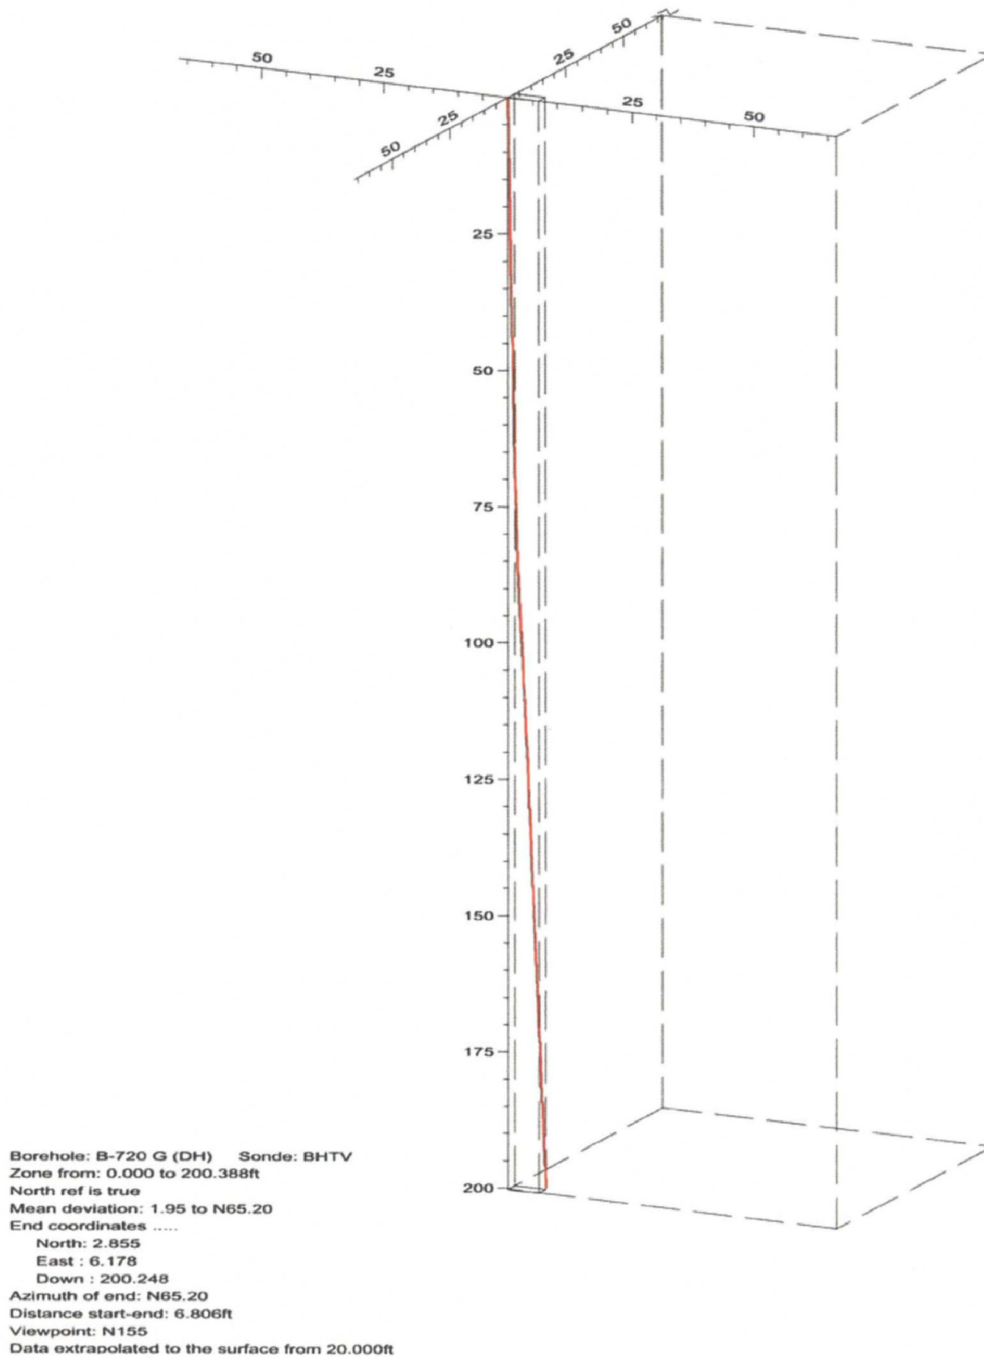 50
50
25
25
25
25
50
50
25
50
75
100
125
150
175
200
Borehole: B-720 G (DH) Sonde: BHTV
Zone from: 0.000 to 200.388ft
North ref is true
Mean deviation: 1.95 to N65.20
End coordinates .....
North: 2.855
East : 6.178
Down : 200.248
Azimuth of end: N65.20
Distance start-end: 6.806ft
Viewpoint: N155
Data extrapolated to the surface from 20.000ft